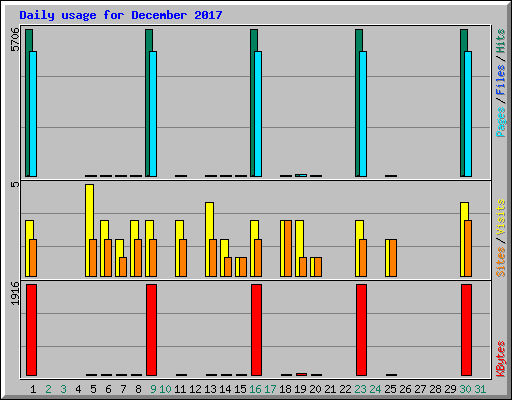 Daily usage for December 2017
5706
5
1916
Pages/Files/Hits
Sites/Visits
KBytes
1 2 3 4 5 6 7 8 9 10 11 12 13 14 15 16 17 18 19 20 21 22 23 24 25 26 27 28 29 30 31